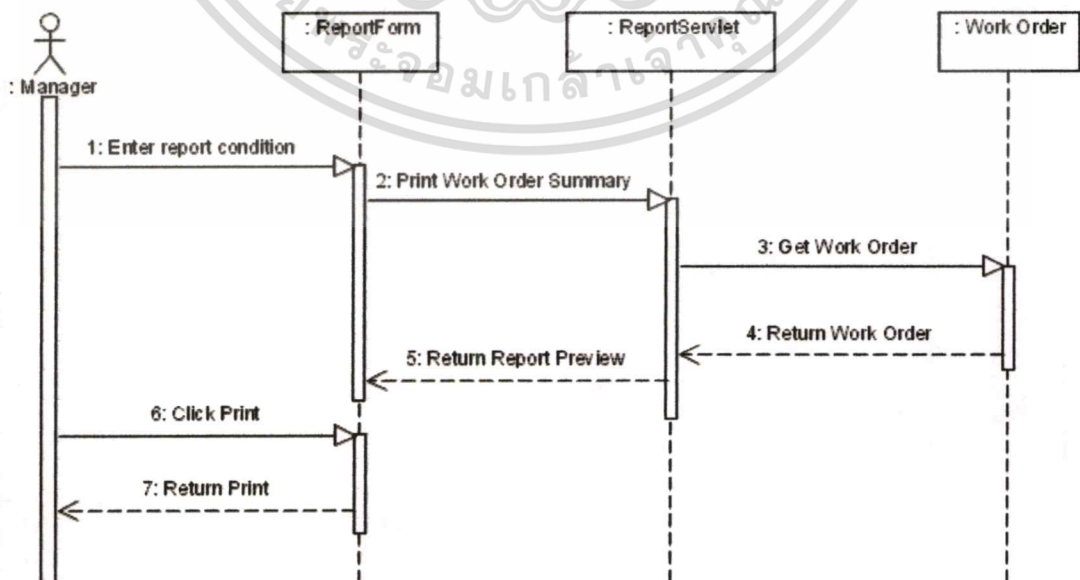 : ReportForm
: ReportServlet
: Work Order
: Manager
1: Enter report condition
2: Print Work Order Summary
3: Get Work Order
4: Return Work Order
5: Return Report Preview
6: Click Print
7: Return Print